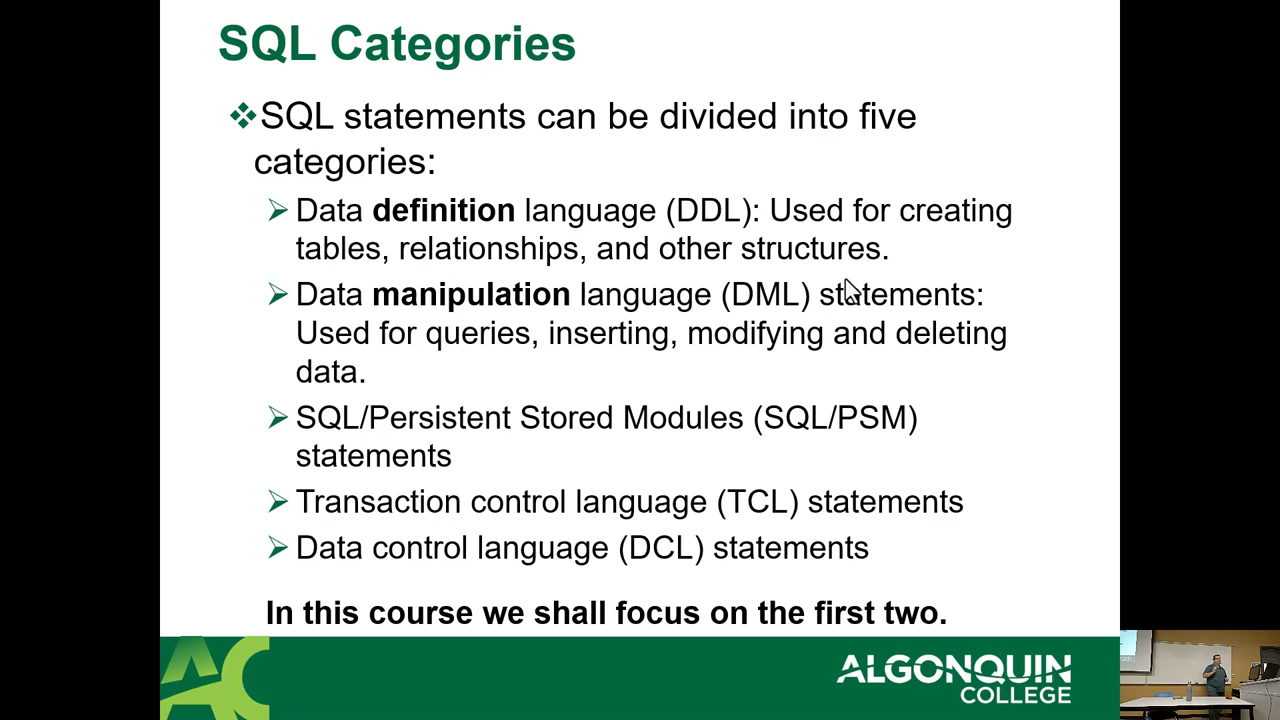 SQL Categories
SQL statements can be divided into five
categories:
Data definition language (DDL): Used for creating
tables, relationships, and other structures.
Data manipulation language (DML) statements:
Used for queries, inserting, modifying and deleting
data.
SQL/Persistent Stored Modules (SQL/PSM)
statements
Transaction control language (TCL) statements
Data control language (DCL) statements
In this course we shall focus on the first two.
AC
ALGONQUIN
COLLEGE